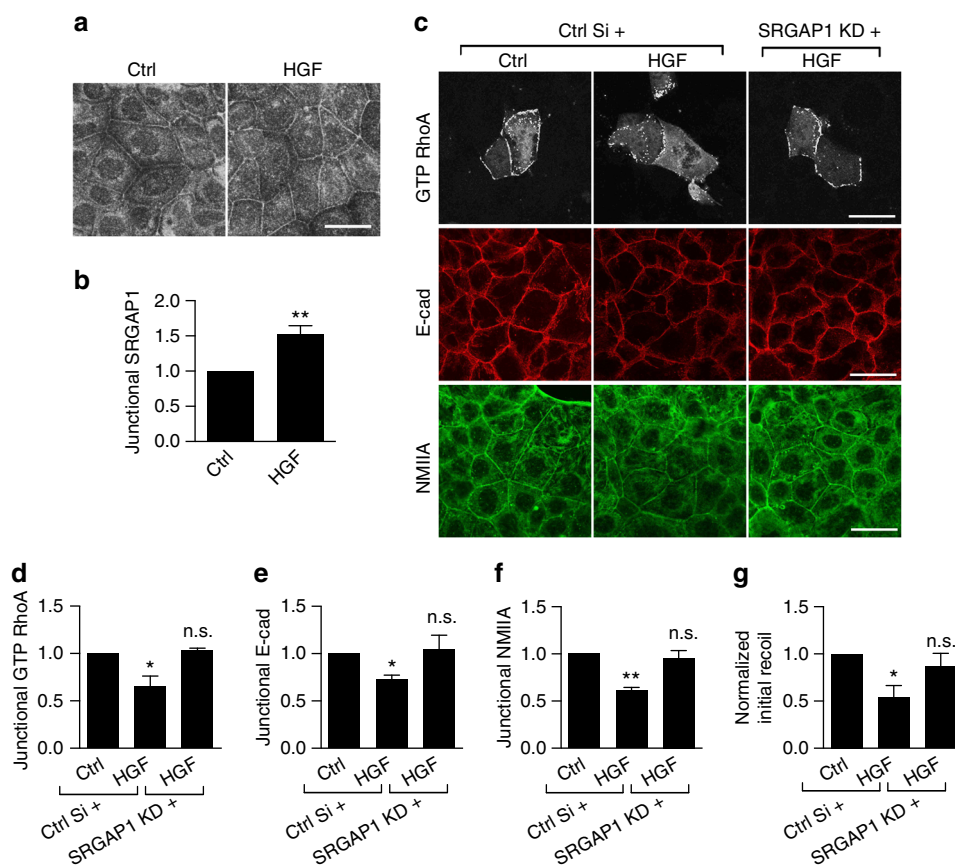 a
Ctrl HGF
b
Junctional SRGAP1
2.0
1.5
1.0
0.5
0.0
**
Ctrl HGF
c
Ctrl Si + SRGAP1 KD +
Ctrl HGF HGF
GTP RhoA
E-cad
NMIIA
d
Junctional GTP RhoA
1.5
1.0
0.5
0.0
*
n.s.
Ctrl HGF HGF
Ctrl Si +
SRGAP1 KD +
e
Junctional E-cad
1.5
1.0
0.5
0.0
*
n.s.
Ctrl HGF HGF
Ctrl Si +
SRGAP1 KD +
f
Junctional NMIIA
1.5
1.0
0.5
0.0
**
n.s.
Ctrl HGF HGF
Ctrl Si +
SRGAP1 KD +
g
Normalized
initial recoil
1.5
1.0
0.5
0.0
*
n.s.
Ctrl HGF HGF
Ctrl Si +
SRGAP1 KD +